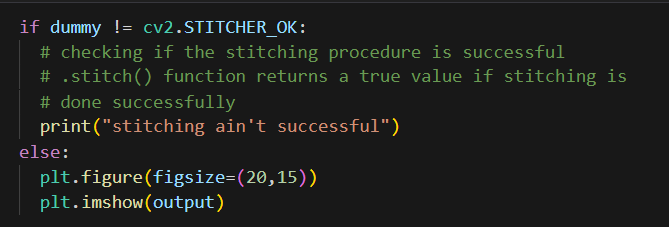 if dummy != cv2.STITCHER_OK:
  # checking if the stitching procedure is successful
  # .stitch() function returns a true value if stitching is
  # done successfully
  print("stitching ain't successful")
else:
  plt.figure(figsize=(20,15))
  plt.imshow(output)